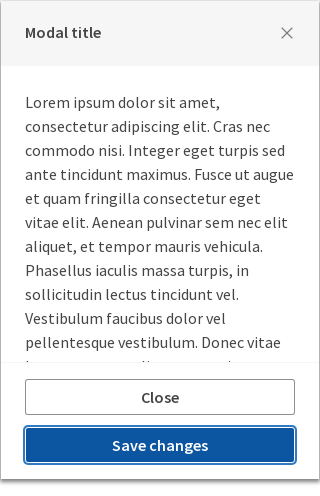 Modal title
Lorem ipsum dolor sit amet,
consectetur adipiscing elit. Cras nec
commodo nisi. Integer eget turpis sed
ante tincidunt maximus. Fusce ut augue
et quam fringilla consectetur eget
vitae elit. Aenean pulvinar sem nec elit
aliquet, et tempor mauris vehicula.
Phasellus iaculis massa turpis, in
sollicitudin lectus tincidunt vel.
Vestibulum faucibus dolor vel
pellentesque vestibulum. Donec vitae
Close
Save changes